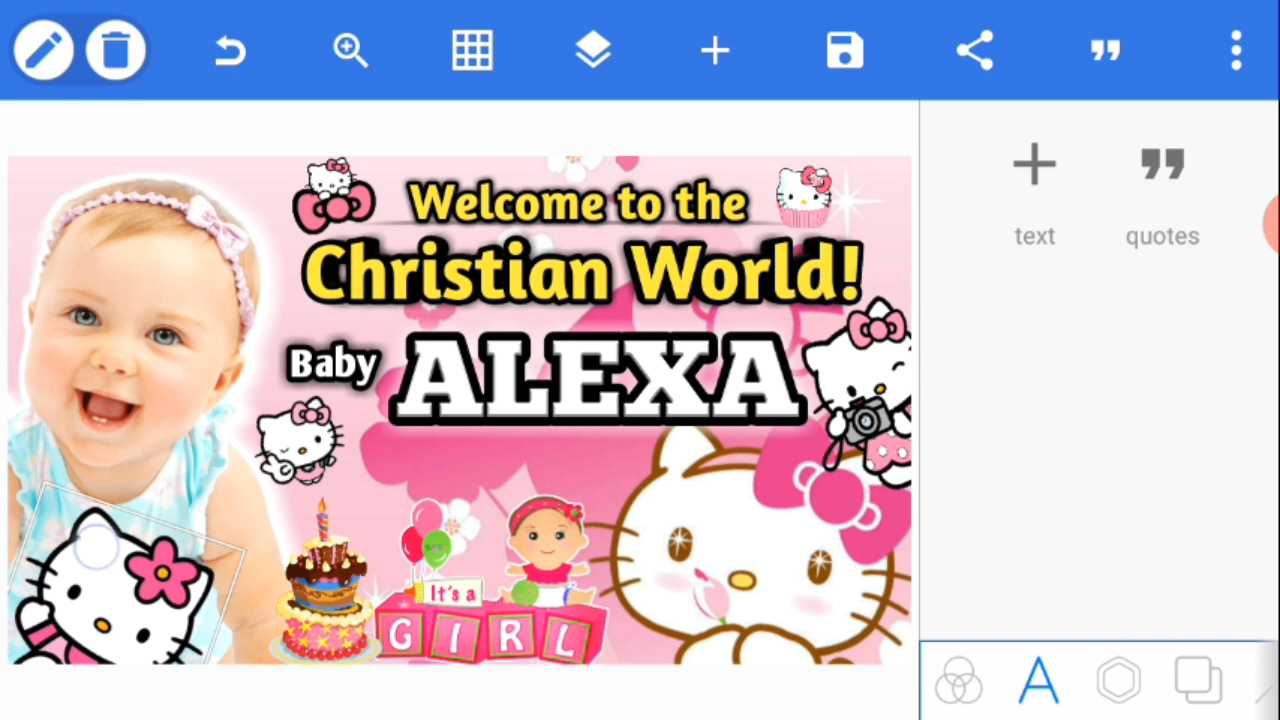 Welcome to the
Christian World!
Baby ALEXA
It's a
GIRL
text quotes